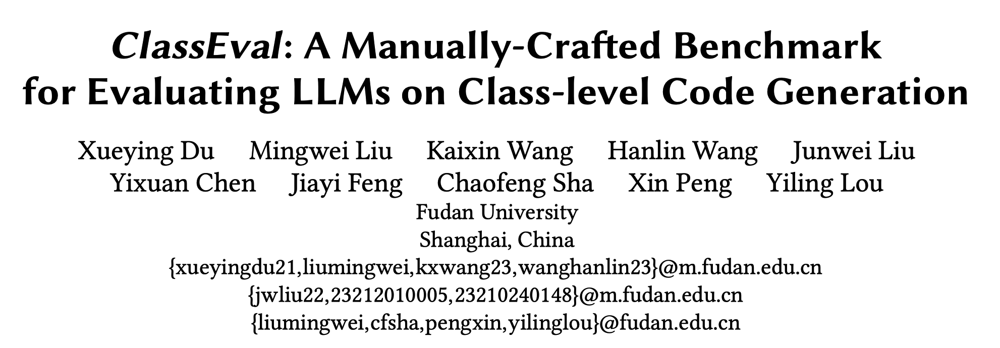 ClassEval: A Manually-Crafted Benchmark
for Evaluating LLMs on Class-level Code Generation
Xueying Du Mingwei Liu Kaixin Wang Hanlin Wang Junwei Liu
Yixuan Chen Jiayi Feng Chaofeng Sha Xin Peng Yiling Lou
Fudan University
Shanghai, China
{xueyingdu21,liumingwei,kxwang23,wanghanlin23}@m.fudan.edu.cn
{jwliu22,23212010005,23210240148}@m.fudan.edu.cn
{liumingwei,cfsha,pengxin,yilinglou}@fudan.edu.cn